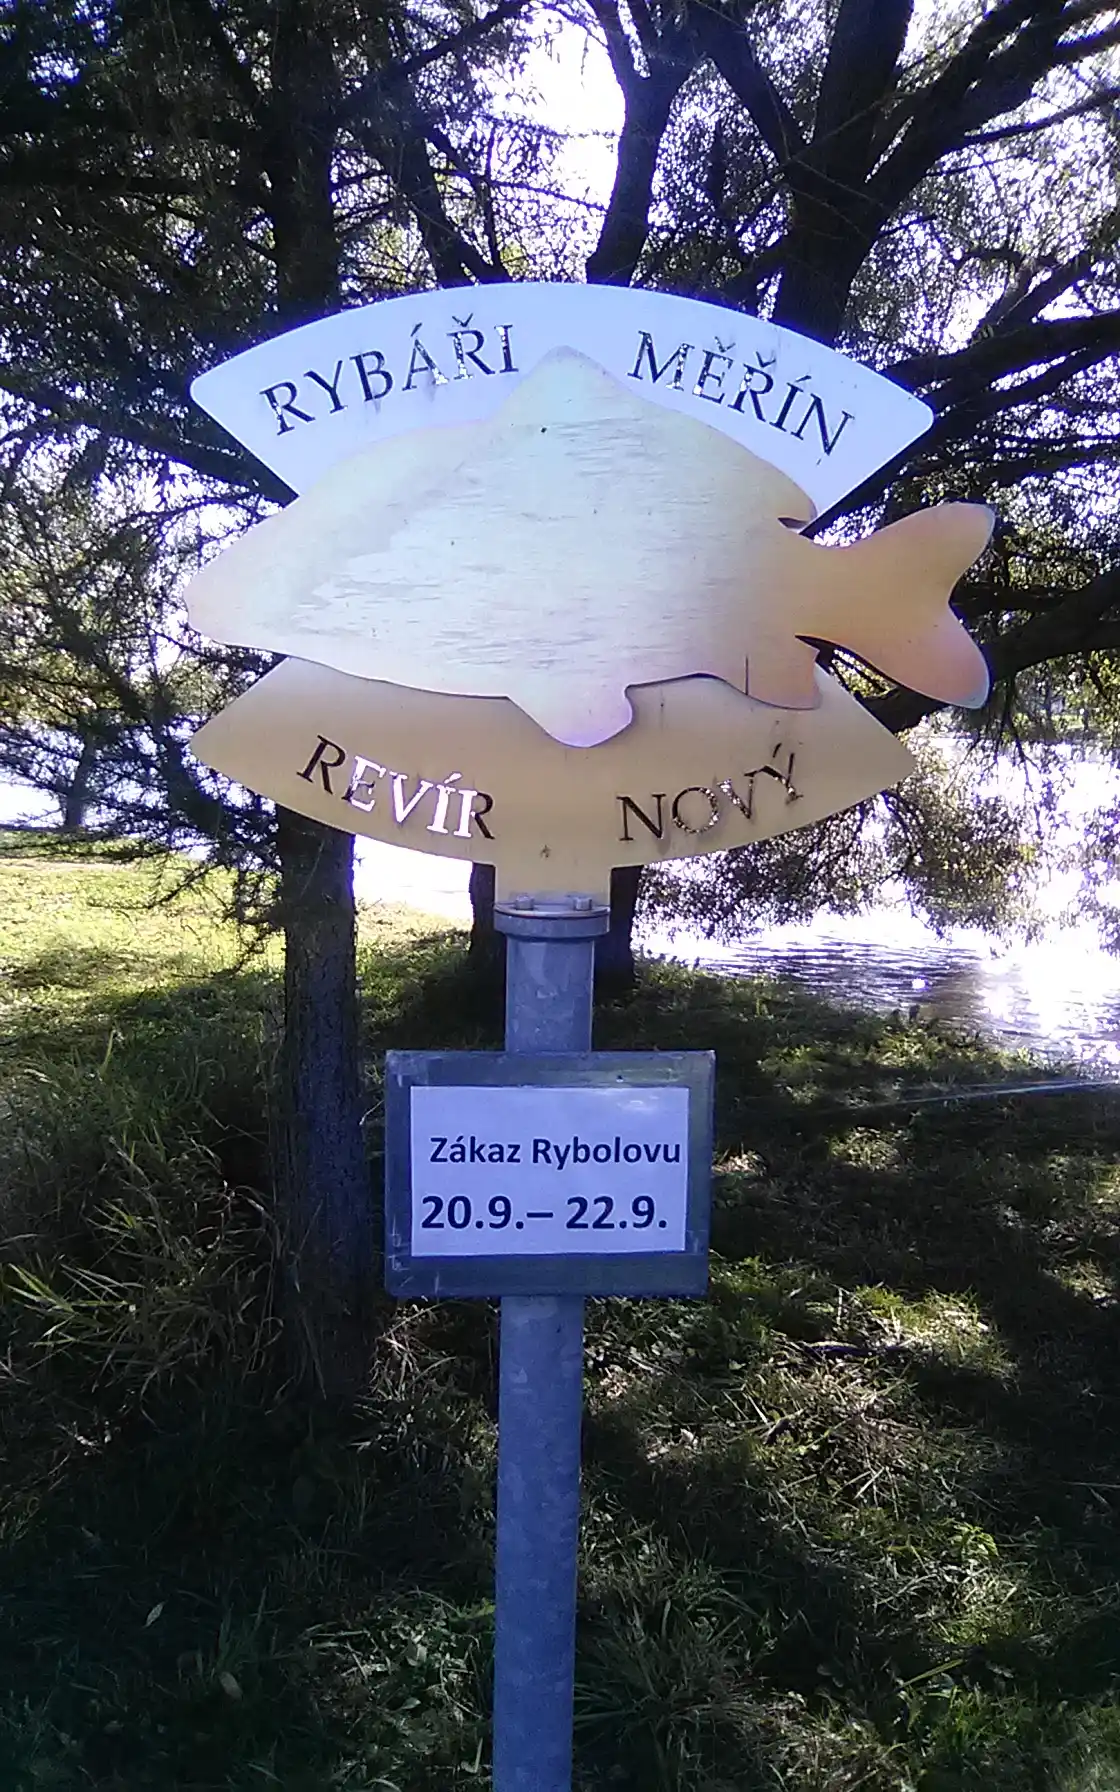 RYBÁŘI MĚŘÍN
REVÍR NOVÝ
Zákaz Rybolovu
20.9.– 22.9.